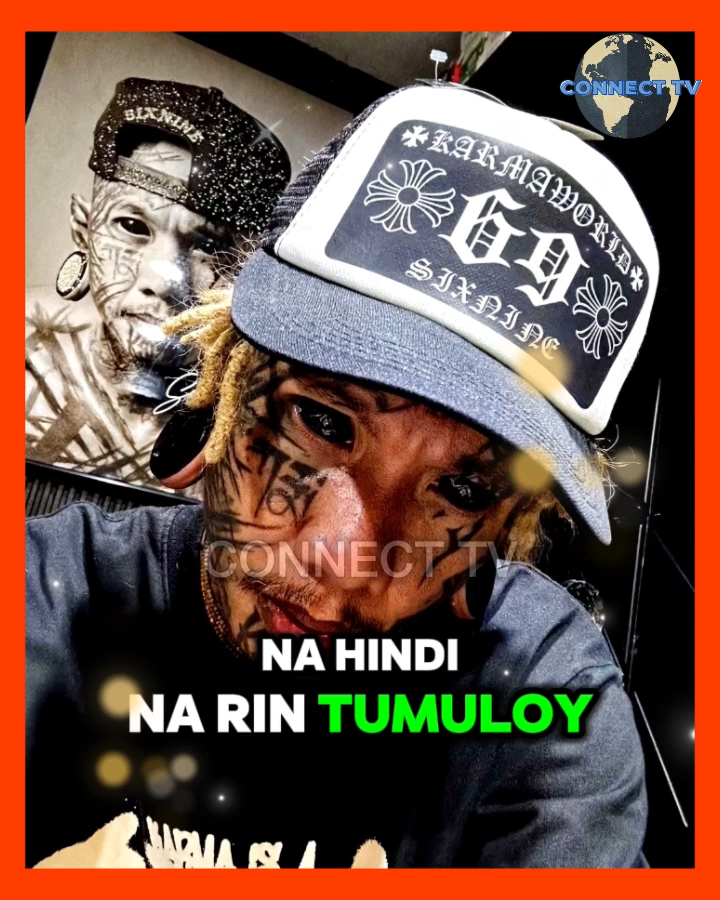 CONNECT TV
SIXNINE
KARMAWORLD
69
SIXNINE
CONNECT TV
NA HINDI
NA RIN TUMULOY